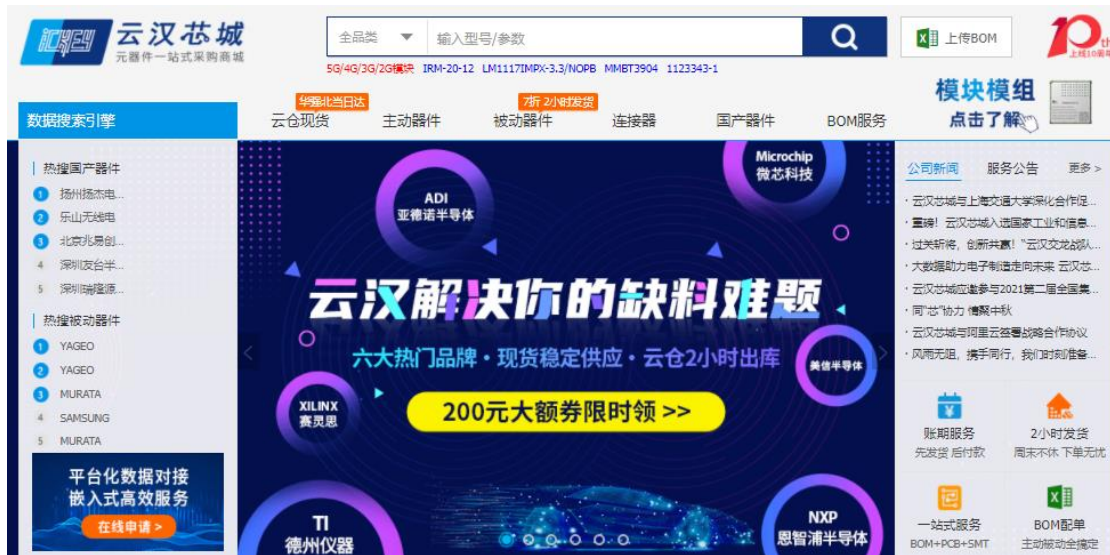 ICKEY 云汉芯城
元器件一站式采购商城
全品类
输入型号/参数
上传BOM
10th
上线10周年
5G/4G/3G/2G模块 IRM-20-12 LM1117IMPX-3.3/NOPB MMBT3904 1123343-1
模块模组
点击了解
华强北当日达
7折 2小时发货
数据搜索引擎
云仓现货
主动器件
被动器件
连接器
国产器件
BOM服务
热搜国产器件
1 扬州扬杰电...
2 乐山无线电
3 北京兆易创...
4 深圳友台半...
5 深圳瑞隆源...
热搜被动器件
1 YAGEO
2 YAGEO
3 MURATA
4 SAMSUNG
5 MURATA
平台化数据对接
嵌入式高效服务
在线申请 >
ADI
亚德诺半导体
Microchip
微芯科技
云汉解决你的缺料难题
六大热门品牌·现货稳定供应·云仓2小时出库
美信半导体
XILINX
赛灵思
200元大额券限时领 >>
TI
德州仪器
NXP
恩智浦半导体
公司新闻
服务公告
更多 >
·云汉芯城与上海交通大学深化合作促...
·重磅！云汉芯城入选国家工业和信息...
·过关斩将，创新共赢！"云汉交龙战队...
·大数据助力电子制造走向未来 云汉芯...
·云汉芯城应邀参与2021第二届全国集...
·同"芯"协力 情聚中秋
·云汉芯城与阿里云签署战略合作协议
·风雨无阻，携手同行，我们时刻准备...
账期服务
先发货 后付款
2小时发货
周末不休 下单无忧
一站式服务
BOM+PCB+SMT
BOM配单
主动被动全搞定